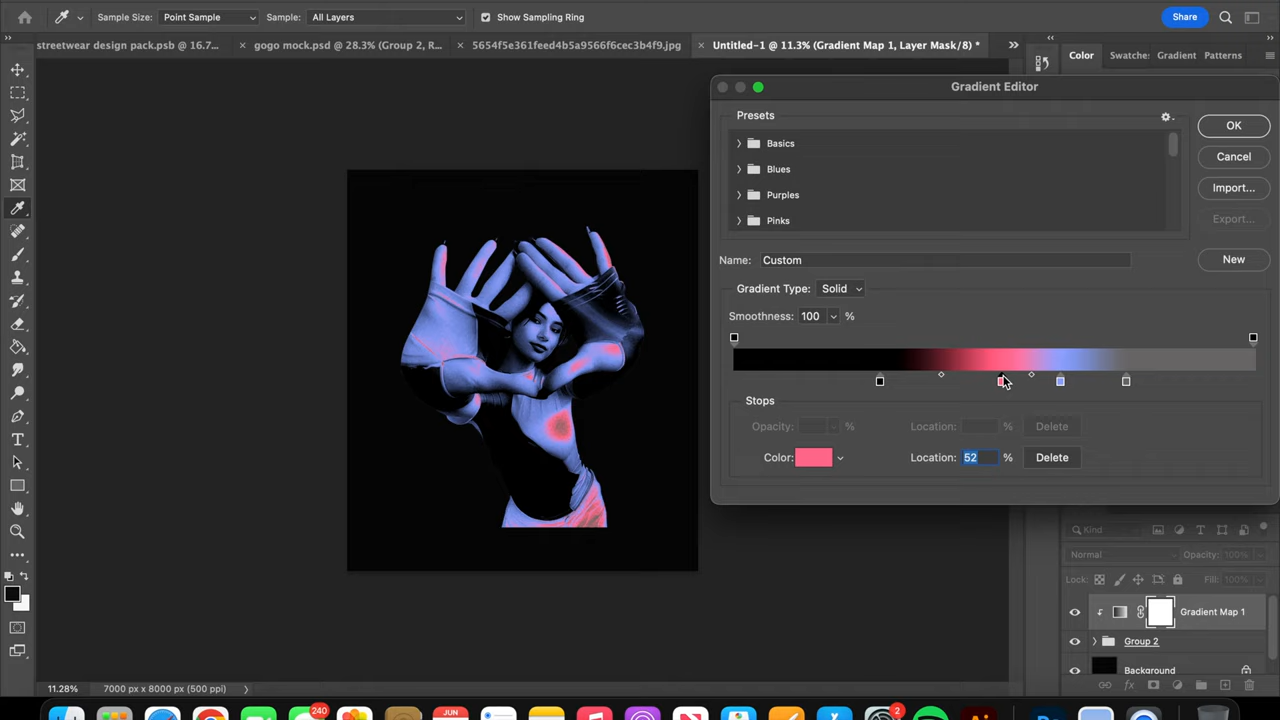 Sample Size: Point Sample Sample: All Layers Show Sampling Ring Share
streetwear design pack.psb @ 16.7... gogo mock.psd @ 28.3% (Group 2, R... 5654f5e361feed4b5a9566f6cec3b4f9.jpg Untitled-1 @ 11.3% (Gradient Map 1, Layer Mask/8) *
Color Swatche: Gradient Patterns
Gradient Editor
Presets
Basics
Blues
Purples
Pinks
OK
Cancel
Import...
Export...
Name: Custom
New
Gradient Type: Solid
Smoothness: 100 %
Stops
Opacity: % Location: % Delete
Color: Location: 52 % Delete
Kind
Normal Opacity: 100%
Lock: Fill: 100%
Gradient Map 1
Group 2
Background
11.28% 7000 px x 8000 px (500 ppi)
240
JUN
2
Ai